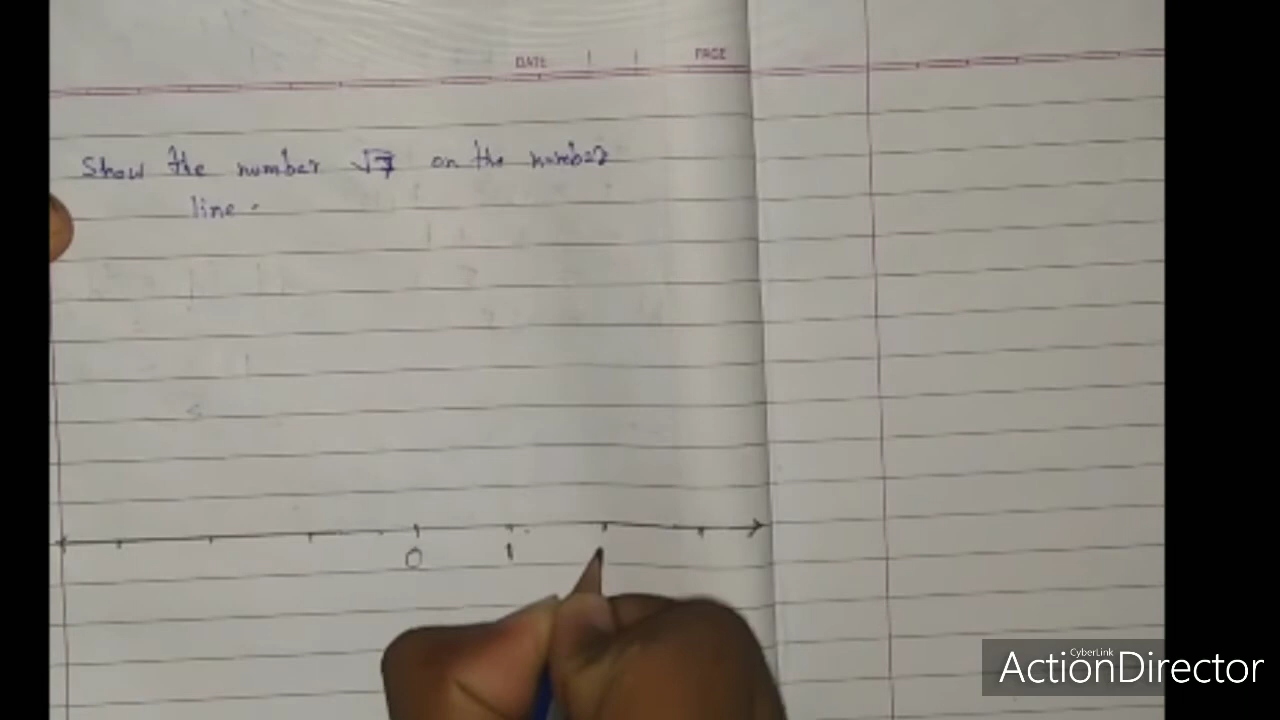 DATE PAGE
Show the number √7 on the number
line.
0 1
CyberLink
ActionDirector